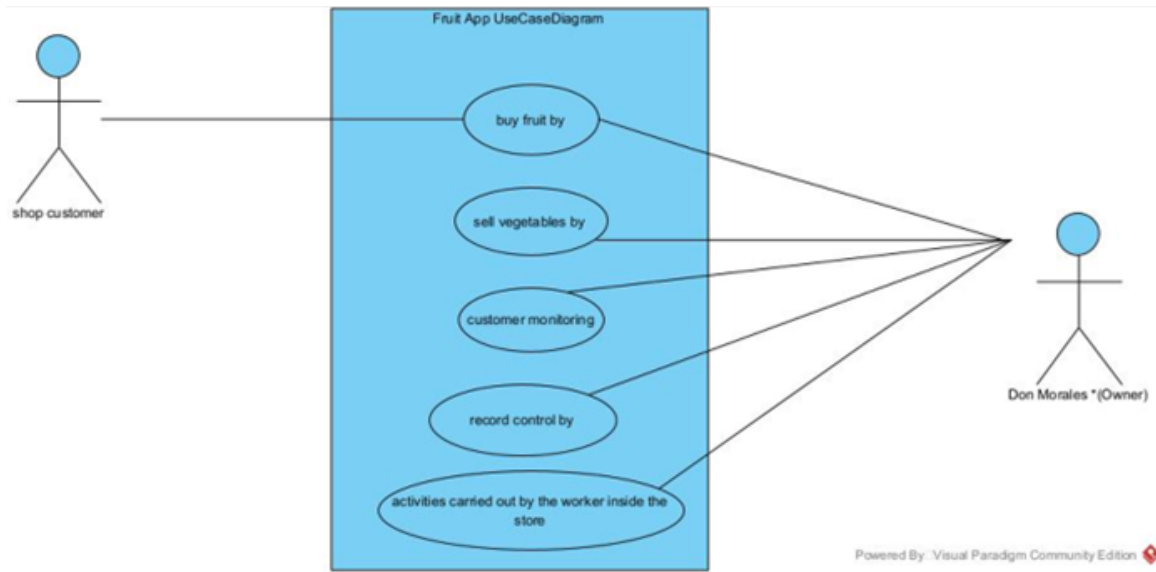 Fruit App UseCaseDiagram
buy fruit by
shop customer
sell vegetables by
customer monitoring
Don Morales *(Owner)
record control by
activities carried out by the worker inside the
store
Powered By Visual Paradigm Community Edition